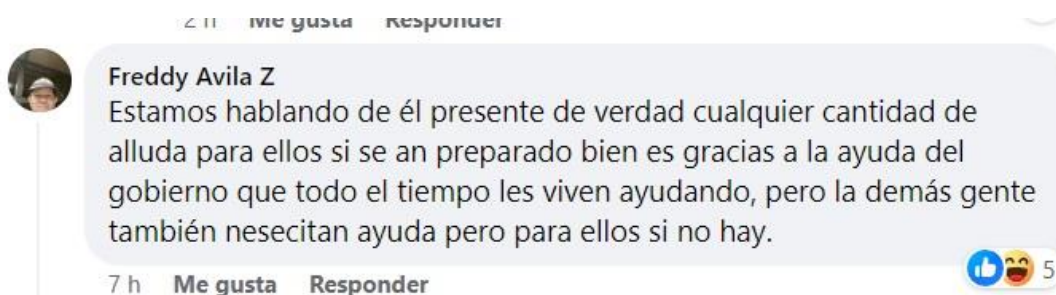 2 h Me gusta Responder
Freddy Avila Z
Estamos hablando de él presente de verdad cualquier cantidad de
alluda para ellos si se an preparado bien es gracias a la ayuda del
gobierno que todo el tiempo les viven ayudando, pero la demás gente
también nesecitan ayuda pero para ellos si no hay.
5
7 h Me gusta Responder